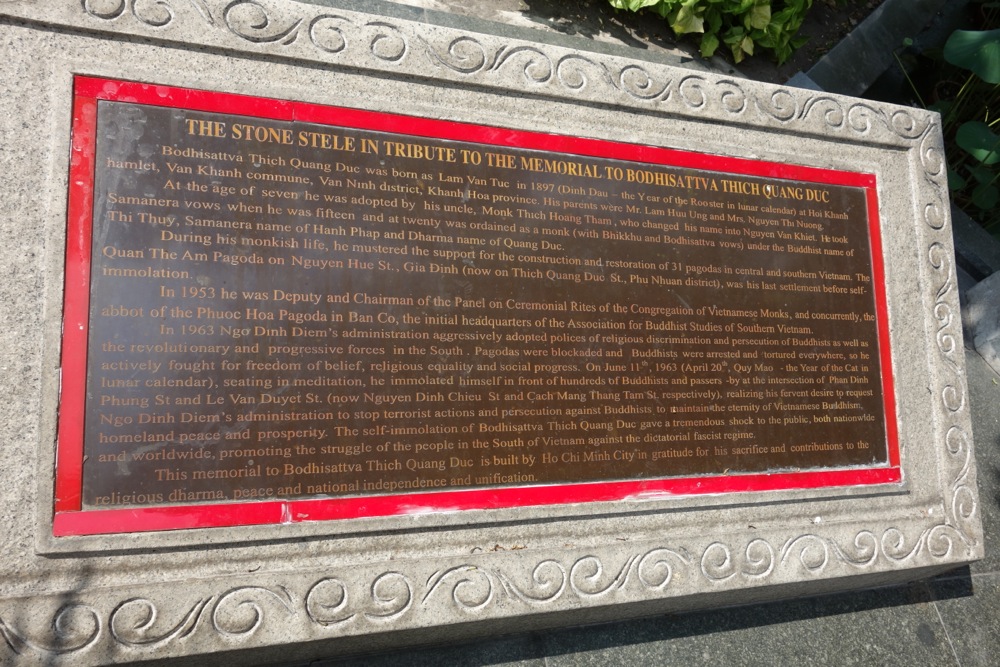 THE STONE STELE IN TRIBUTE TO THE MEMORIAL TO BODHISATTVA THICH QUANG DUC
Bodhisattva Thich Quang Duc was born as Lam Van Tuc in 1897 (Dinh Dau - the Year of the Rooster in lunar calendar) at Hoi Khanh
hamlet, Van Khanh commune, Van Ninh district, Khanh Hoa province. His parents were Mr. Lam Huu Ung and Mrs. Nguyen Thi Nuong.
At the age of seven he was adopted by his uncle, Monk Thich Hoang Tham, who changed his name into Nguyen Van Khiet. He took
Samanera vows when he was fifteen and at twenty was ordained as a monk (with Bhikkhu and Bodhisattva vows) under the Buddhist name of
Thi Thuy, Samanera name of Hanh Phap and Dharma name of Quang Duc.
During his monkish life, he mustered the support for the construction and restoration of 31 pagodas in central and southern Vietnam. The
Quan The Am Pagoda on Nguyen Hue St., Gia Dinh (now on Thich Quang Duc St., Phu Nhuan district), was his last settlement before self-
immolation.
In 1953 he was Deputy and Chairman of the Panel on Ceremonial Rites of the Congregation of Vietnamese Monks, and concurrently, the
abbot of the Phuoc Hoa Pagoda in Ban Co, the initial headquarters of the Association for Buddhist Studies of Southern Vietnam.
In 1963 Ngo Dinh Diem's administration aggressively adopted polices of religious discrimination and persecution of Buddhists as well as
the revolutionary and progressive forces in the South . Pagodas were blockaded and Buddhists were arrested and tortured everywhere, so he
actively fought for freedom of belief, religious equality and social progress. On June 11th, 1963 (April 20th, Quy Mao - the Year of the Cat in
lunar calendar), seating in meditation, he immolated himself in front of hundreds of Buddhists and passers -by at the intersection of Phan Dinh
Phung St and Le Van Duyet St. (now Nguyen Dinh Chieu St and Cach Mang Thang Tam St, respectively), realizing his fervent desire to request
Ngo Dinh Diem's administration to stop terrorist actions and persecution against Buddhists, to maintain the eternity of Vietnamese Buddhism,
homeland peace and prosperity. The self-immolation of Bodhisattva Thich Quang Duc gave a tremendous shock to the public, both nationwide
and worldwide, promoting the struggle of the people in the South of Vietnam against the dictatorial fascist regime.
This memorial to Bodhisattva Thich Quang Duc is built by Ho Chi Minh City in gratitude for his sacrifice and contributions to the
religious dharma, peace and national independence and unification.